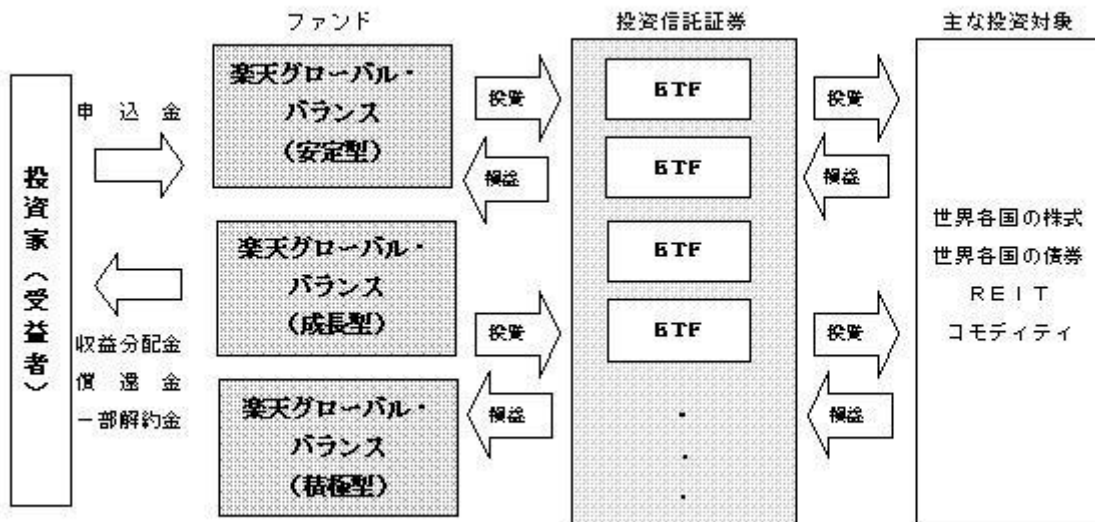 ファンド
投資信託証券
主な投資対象
投資家(受益者)
申込金
収益分配金
償還金
一部解約金
楽天グローバル・
バランス
(安定型)
楽天グローバル・
バランス
(成長型)
楽天グローバル・
バランス
(積極型)
投資
損益
投資
損益
ETF
ETF
ETF
ETF
・
・
・
投資
損益
投資
損益
世界各国の株式
世界各国の債券
REIT
コモディティ